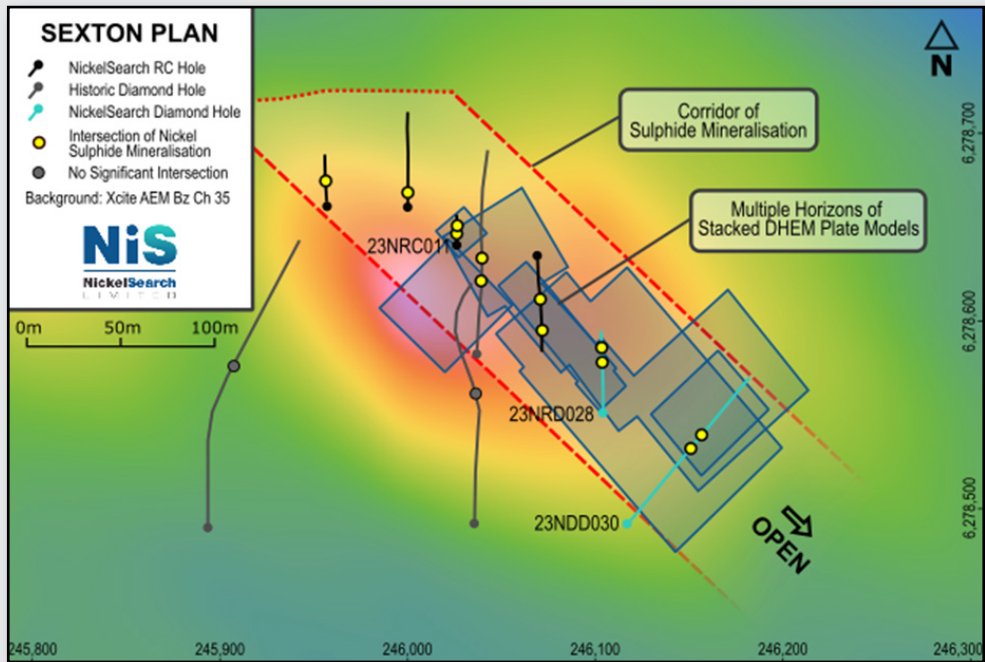 SEXTON PLAN
NickelSearch RC Hole
Historic Diamond Hole
NickelSearch Diamond Hole
Intersection of Nickel
Sulphide Mineralisation
No Significant Intersection
Background: Xcite AEM Bz Ch 35
NiS
NickelSearch
LIMITED
0m 50m 100m
N
Corridor of
Sulphide Mineralisation
Multiple Horizons of
Stacked DHEM Plate Models
23NRC011
23NRD028
23NDD030
OPEN
6,278,700
6,278,600
6,278,500
245,800 245,900 246,000 246,100 246,200 246,300